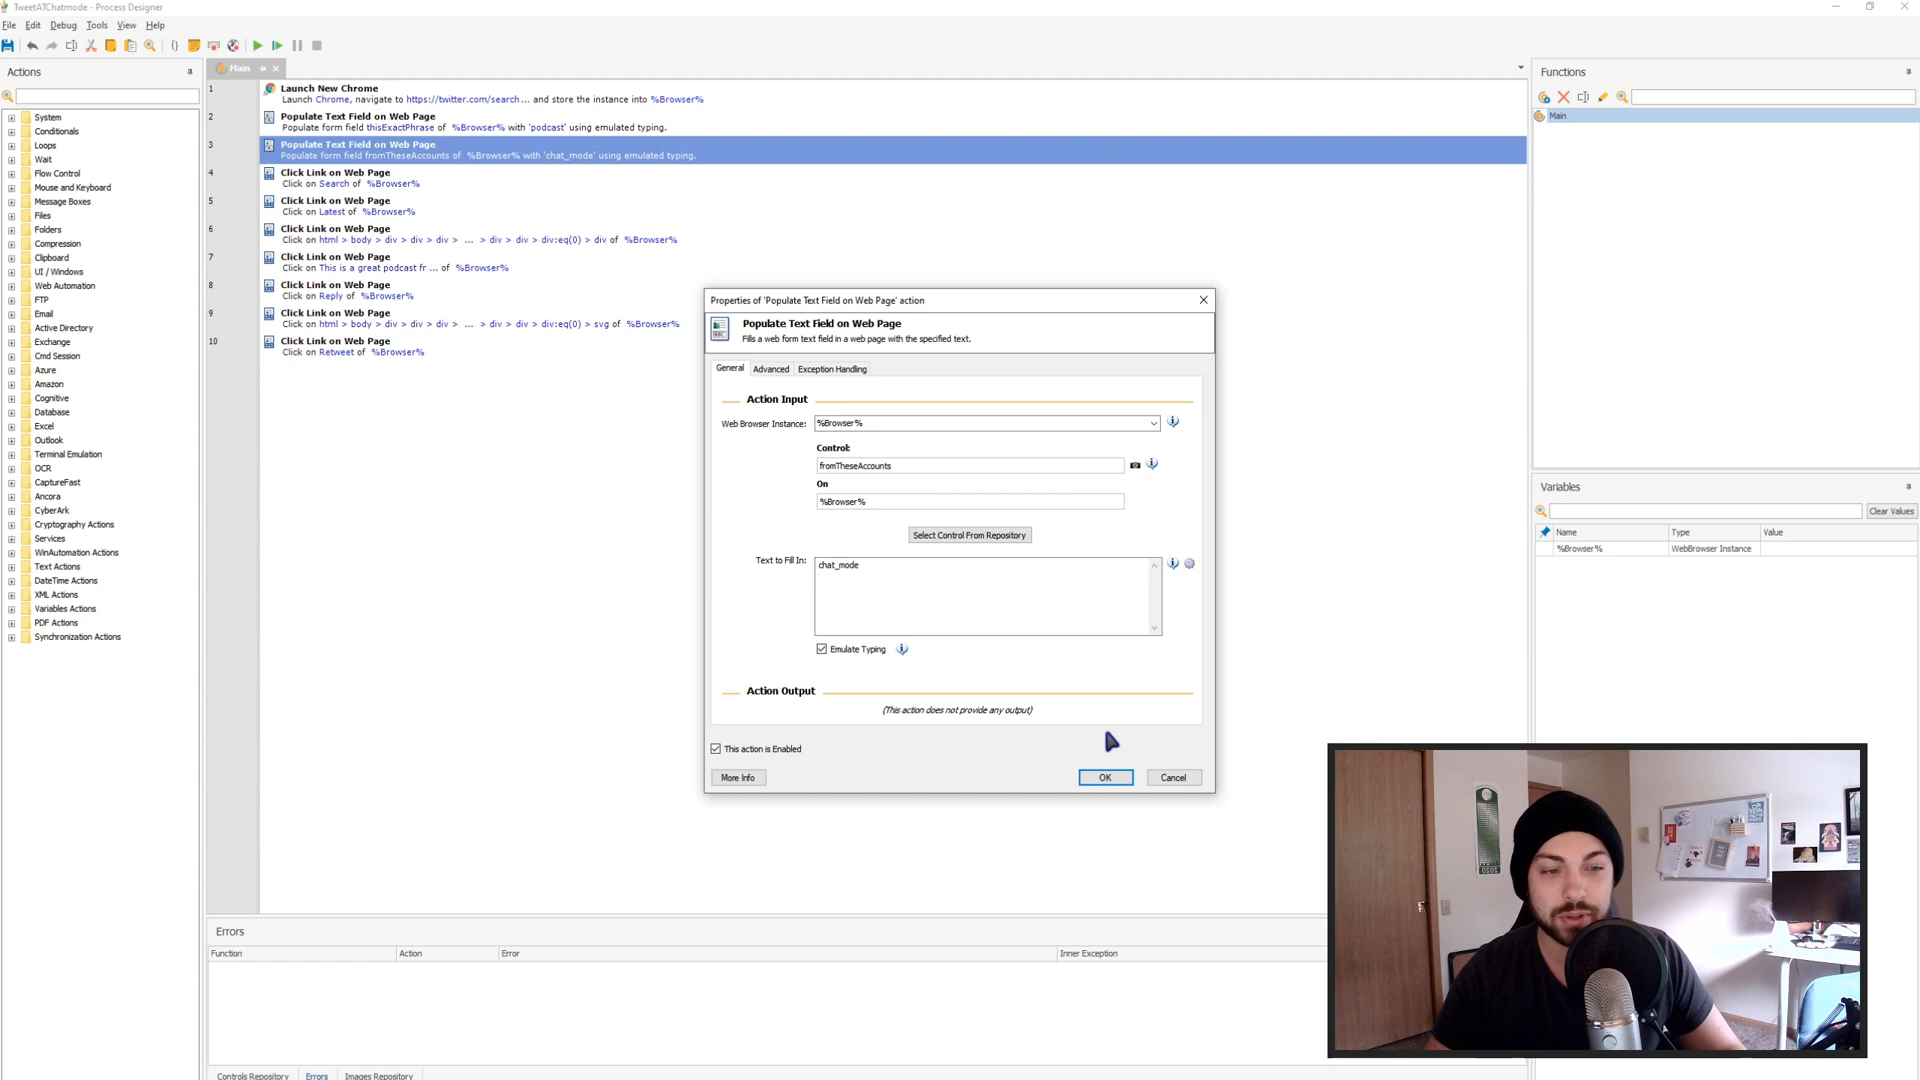 TweetATChatmode - Process Designer
File Edit Debug Tools View Help
Actions
Main
Functions
System
Conditionals
Loops
Wait
Flow Control
Mouse and Keyboard
Message Boxes
Files
Folders
Compression
Clipboard
UI / Windows
Web Automation
FTP
Email
Active Directory
Exchange
Cmd Session
Azure
Amazon
Cognitive
Database
Excel
Outlook
Terminal Emulation
OCR
CaptureFast
Ancora
CyberArk
Cryptography Actions
Services
WinAutomation Actions
Text Actions
DateTime Actions
XML Actions
Variables Actions
PDF Actions
Synchronization Actions
1 Launch New Chrome
Launch Chrome, navigate to https://twitter.com/search... and store the instance into %Browser%
2 Populate Text Field on Web Page
Populate form field thisExactPhrase of %Browser% with 'podcast' using emulated typing.
3 Populate Text Field on Web Page
Populate form field fromTheseAccounts of %Browser% with 'chat_mode' using emulated typing.
4 Click Link on Web Page
Click on Search of %Browser%
5 Click Link on Web Page
Click on Latest of %Browser%
6 Click Link on Web Page
Click on html > body > div > div > div > ... > div > div > div:eq(0) > div of %Browser%
7 Click Link on Web Page
Click on This is a great podcast fr ... of %Browser%
8 Click Link on Web Page
Click on Reply of %Browser%
9 Click Link on Web Page
Click on html > body > div > div > div > ... > div > div > div:eq(0) > svg of %Browser%
10 Click Link on Web Page
Click on Retweet of %Browser%
Properties of 'Populate Text Field on Web Page' action
Populate Text Field on Web Page
Fills a web form text field in a web page with the specified text.
General Advanced Exception Handling
Action Input
Web Browser Instance: %Browser%
Control:
fromTheseAccounts
On
%Browser%
Select Control From Repository
Text to Fill In: chat_mode
Emulate Typing
Action Output
(This action does not provide any output)
This action is Enabled
More Info OK Cancel
Main
Variables
Clear Values
Name Type Value
%Browser% WebBrowser Instance
Errors
Function Action Error Inner Exception
Controls Repository Errors Images Repository